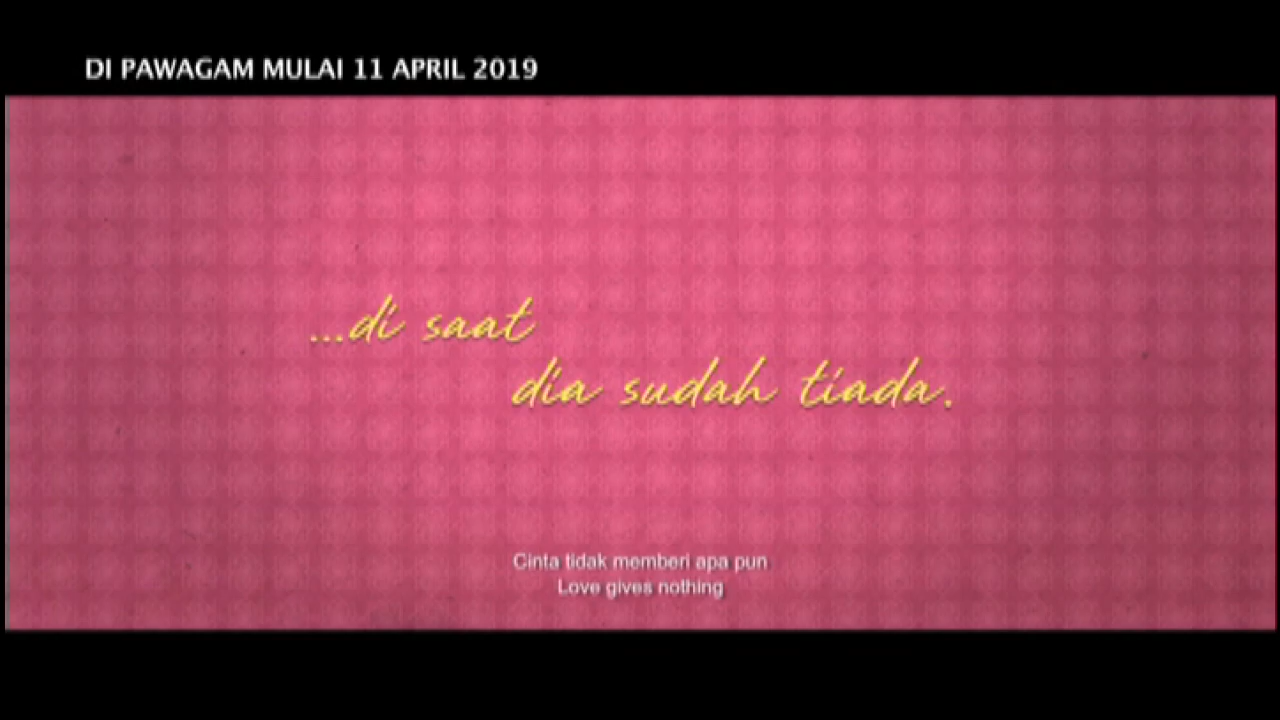 DI PAWAGAM MULAI 11 APRIL 2019
...di saat
dia sudah tiada.
Cinta tidak memberi apa pun
Love gives nothing